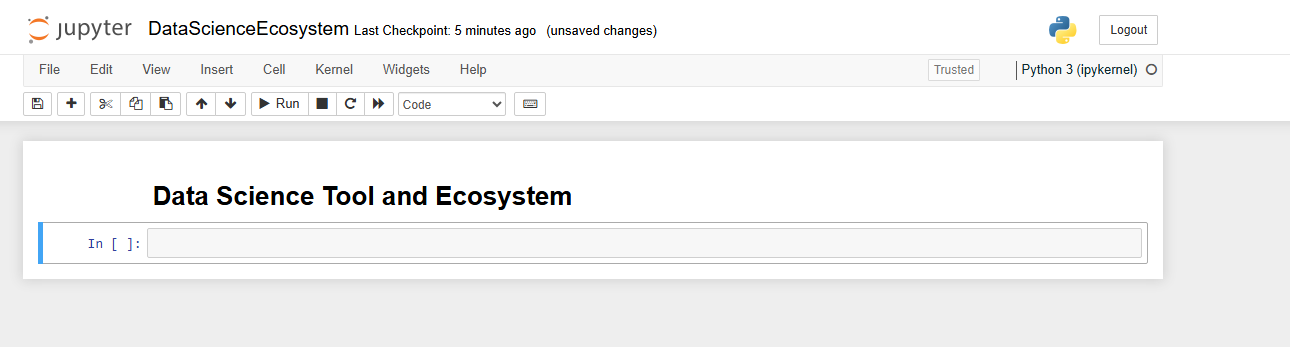 jupyter DataScienceEcosystem Last Checkpoint: 5 minutes ago (unsaved changes) Logout
File Edit View Insert Cell Kernel Widgets Help Trusted Python 3 (ipykernel)
Run Code
Data Science Tool and Ecosystem
In [ ]: